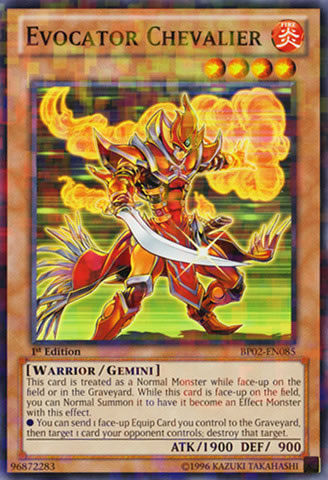 EVOCATOR CHEVALIER
FIRE
炎
1st Edition
BP02-EN085
[WARRIOR/GEMINI]
This card is treated as a Normal Monster while face-up on the
field or in the Graveyard. While this card is face-up on the field,
you can Normal Summon it to have it become an Effect Monster
with this effect.
● You can send 1 face-up Equip Card you control to the Graveyard,
then target 1 card your opponent controls; destroy that target.
ATK/1900 DEF/ 900
96872283
©1996 KAZUKI TAKAHASHI